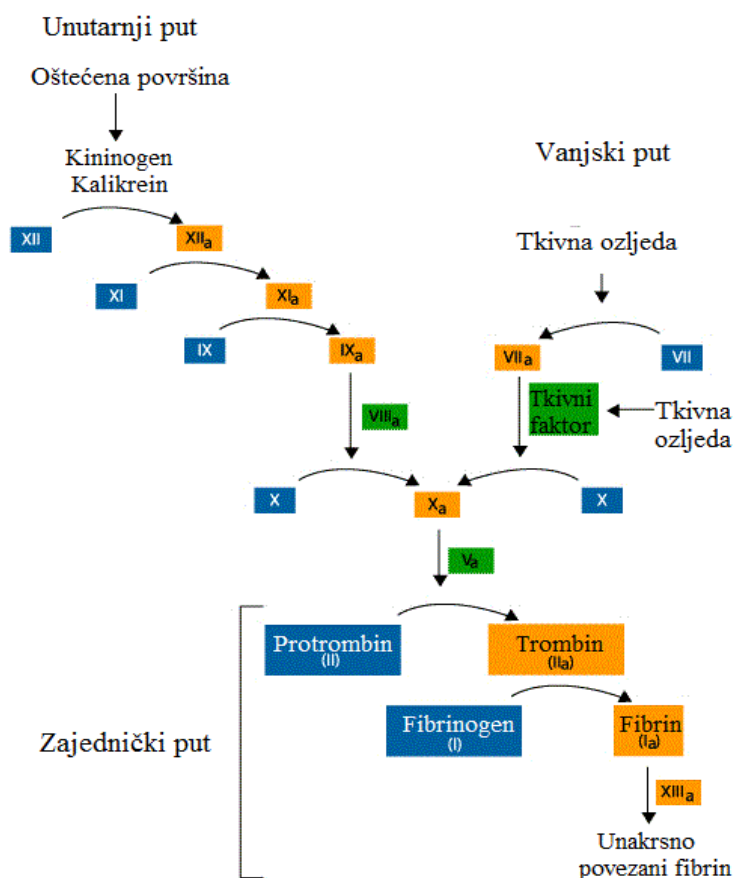 Unutarnji put
Oštećena površina
Kininogen
Kalikrein
Vanjski put
XII
XIIa
Tkivna ozljeda
XI
XIa
IX
IXa
VIIa
VII
VIIIa
Tkivni
faktor
Tkivna
ozljeda
X
Xa
X
Va
Protrombin
(II)
Trombin
(IIa)
Fibrinogen
(I)
Fibrin
(Ia)
Zajednički put
XIIIa
Unakrsno
povezani fibrin